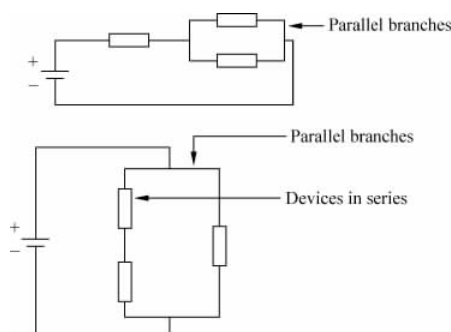 Parallel branches
+
–
Parallel branches
Devices in series
+
–